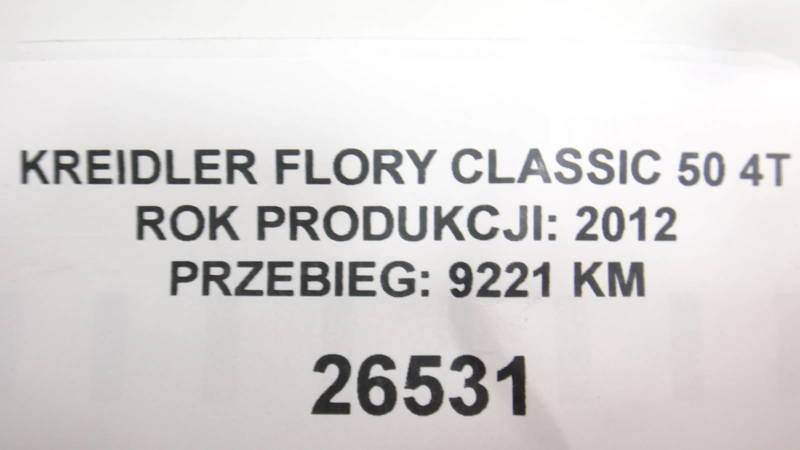 KREIDLER FLORY CLASSIC 50 4T
ROK PRODUKCJI: 2012
PRZEBIEG: 9221 KM
26531